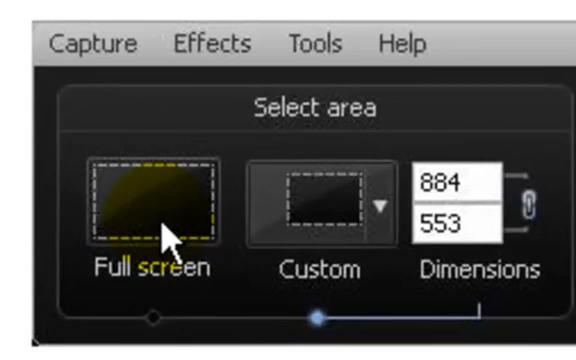 Capture Effects Tools Help
Select area
884
553
Full screen Custom Dimensions